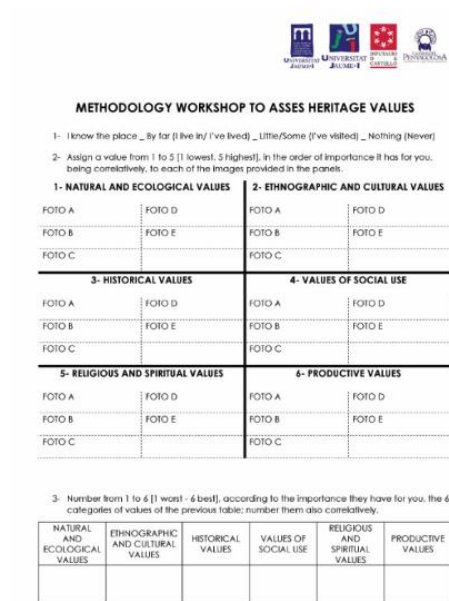 UNIVERSITAT
JAUME·I
UNIVERSITAT
JAUME·I
DIPUTACIÓ
D E
CASTELLÓ
PENYAGOLOSA
METHODOLOGY WORKSHOP TO ASSES HERITAGE VALUES
1- I know the place _ By far (I live in/ I've lived) _ Little/Some (I've visited) _ Nothing (Never)
2- Assign a value from 1 to 5 [1 lowest, 5 highest], in the order of importance it has for you,
being correlatively, to each of the images provided in the panels.
1- NATURAL AND ECOLOGICAL VALUES 2- ETHNOGRAPHIC AND CULTURAL VALUES
FOTO A FOTO D FOTO A FOTO D
FOTO B FOTO E FOTO B FOTO E
FOTO C FOTO C
3- HISTORICAL VALUES 4- VALUES OF SOCIAL USE
FOTO A FOTO D FOTO A FOTO D
FOTO B FOTO E FOTO B FOTO E
FOTO C FOTO C
5- RELIGIOUS AND SPIRITUAL VALUES 6- PRODUCTIVE VALUES
FOTO A FOTO D FOTO A FOTO D
FOTO B FOTO E FOTO B FOTO E
FOTO C FOTO C
3- Number from 1 to 6 [1 worst - 6 best], according to the importance they have for you, the 6
categories of values of the previous table; number them also correlatively.
NATURAL
AND
ECOLOGICAL
VALUES
ETHNOGRAPHIC
AND CULTURAL
VALUES
HISTORICAL
VALUES
VALUES OF
SOCIAL USE
RELIGIOUS
AND
SPIRITUAL
VALUES
PRODUCTIVE
VALUES